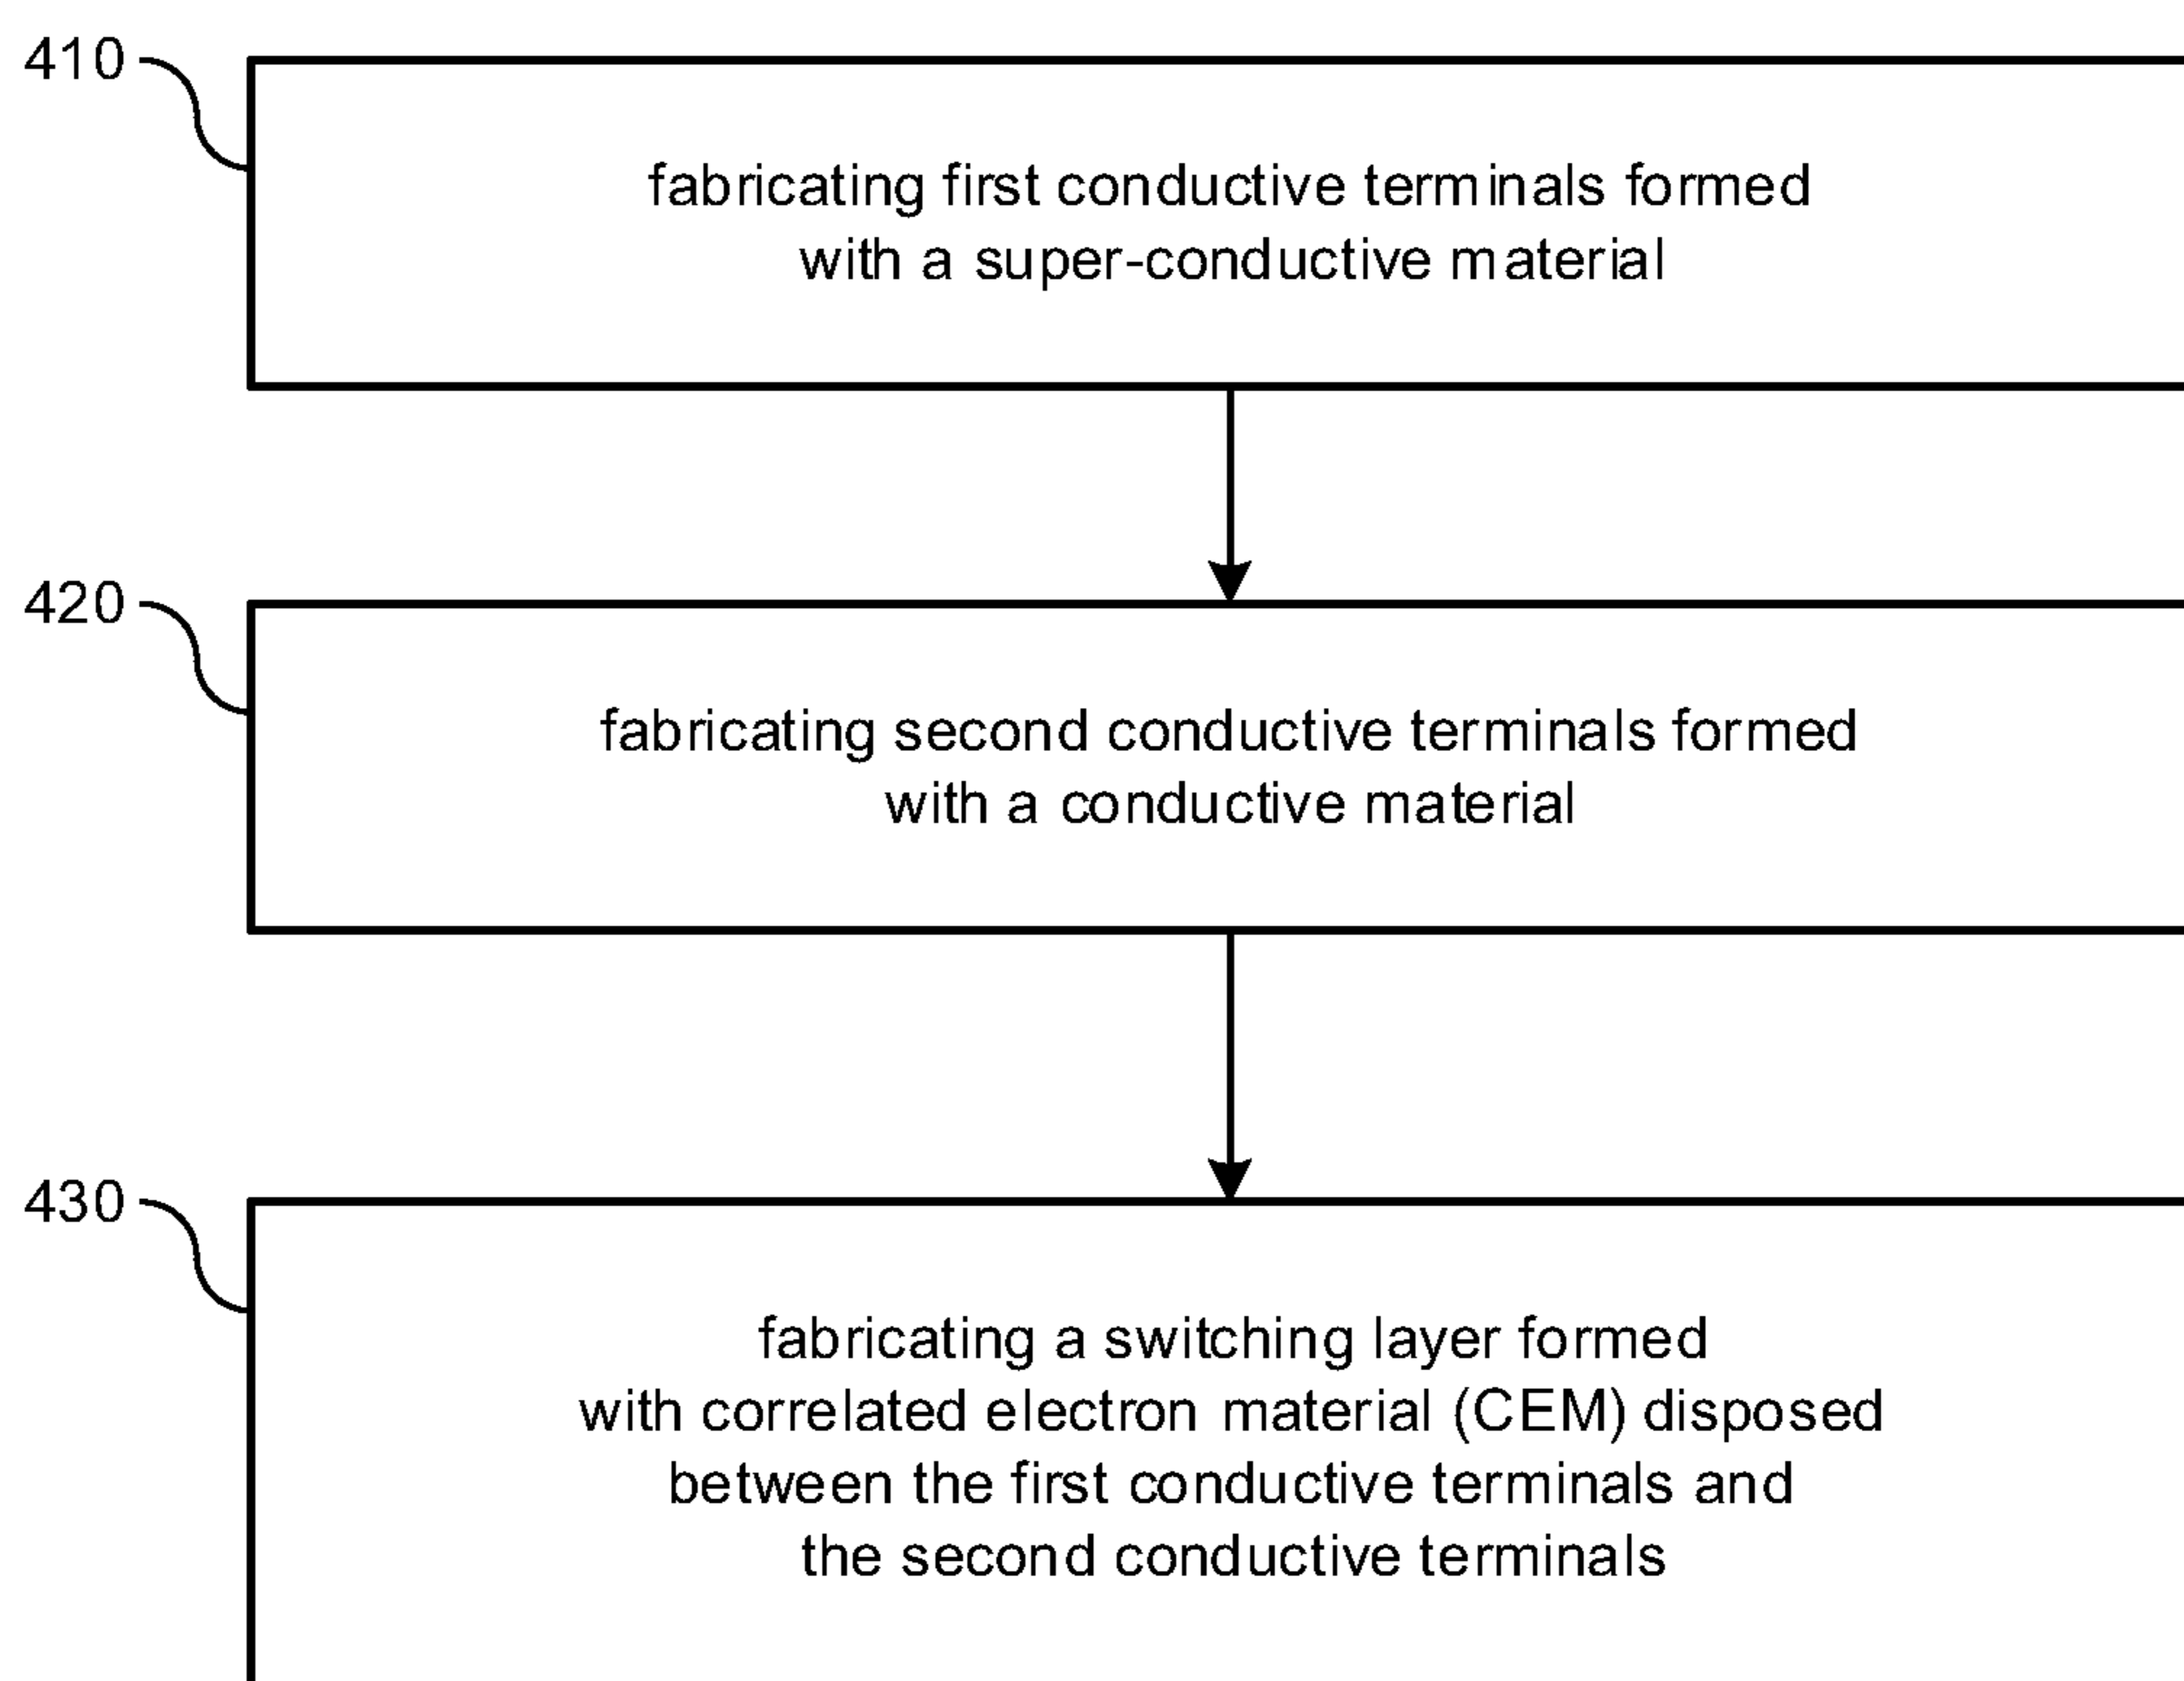 410
fabricating first conductive terminals formed
with a super-conductive material
420
fabricating second conductive terminals formed
with a conductive material
430
fabricating a switching layer formed
with correlated electron material (CEM) disposed
between the first conductive terminals and
the second conductive terminals